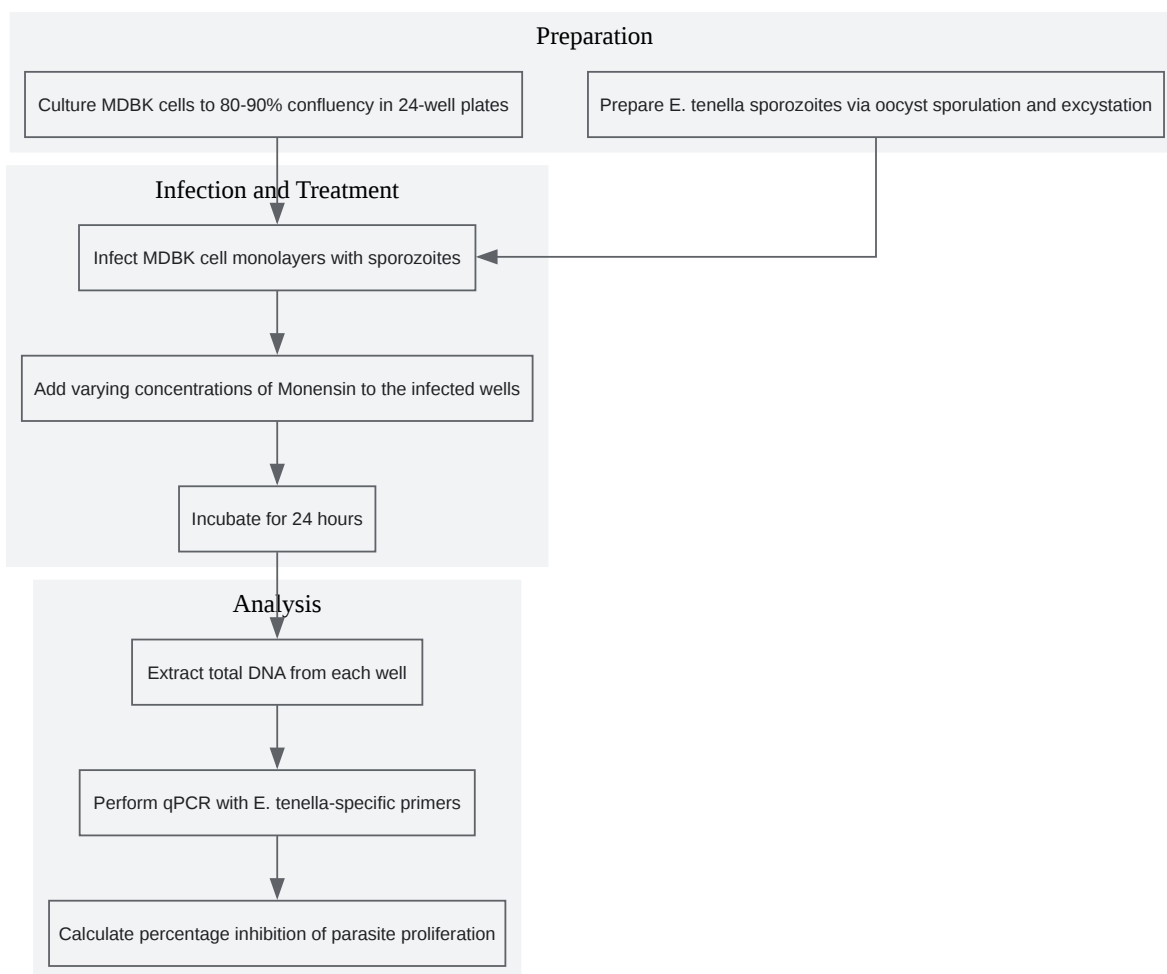 Preparation
Culture MDBK cells to 80-90% confluency in 24-well plates
Prepare E. tenella sporozoites via oocyst sporulation and excystation
Infection and Treatment
Infect MDBK cell monolayers with sporozoites
Add varying concentrations of Monensin to the infected wells
Incubate for 24 hours
Analysis
Extract total DNA from each well
Perform qPCR with E. tenella-specific primers
Calculate percentage inhibition of parasite proliferation